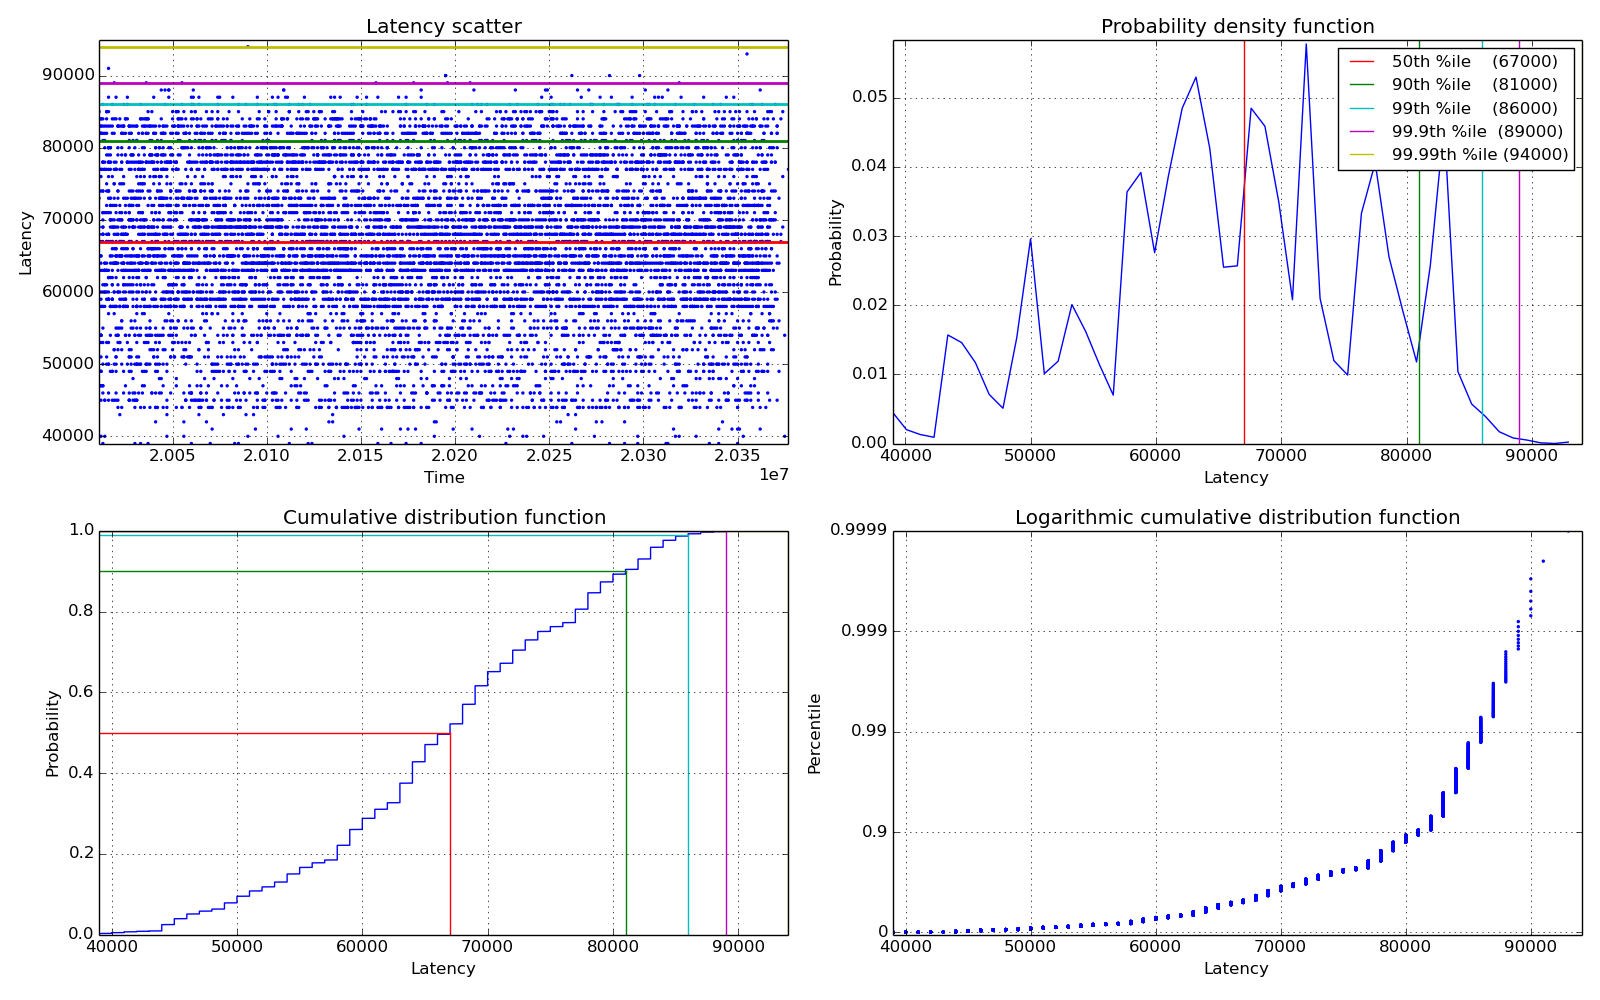 Latency scatter
90000
80000
70000
60000
50000
40000
Latency
2.005 2.010 2.015 2.020 2.025 2.030 2.035
1e7
Time
Probability density function
50th %ile (67000)
90th %ile (81000)
99th %ile (86000)
99.9th %ile (89000)
99.99th %ile (94000)
0.05
0.04
0.03
0.02
0.01
0.00
Probability
40000 50000 60000 70000 80000 90000
Latency
Cumulative distribution function
1.0
0.8
0.6
0.4
0.2
0.0
Probability
40000 50000 60000 70000 80000 90000
Latency
Logarithmic cumulative distribution function
0.9999
0.999
0.99
0.9
0
Percentile
40000 50000 60000 70000 80000 90000
Latency